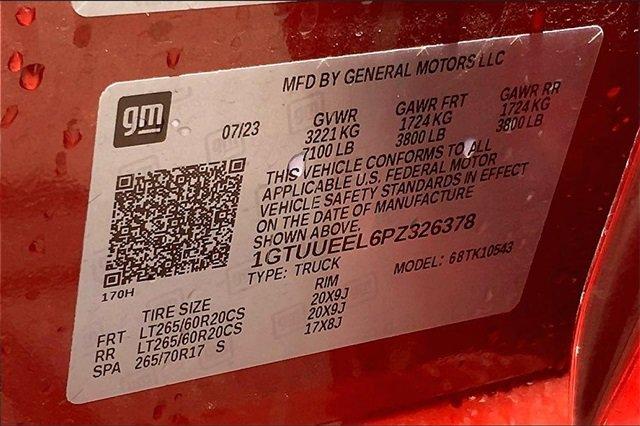 MFD BY GENERAL MOTORS LLC
gm
07/23
GVWR GAWR FRT GAWR RR
3221 KG 1724 KG 1724 KG
7100 LB 3800 LB 3800 LB
THIS VEHICLE CONFORMS TO ALL
APPLICABLE U.S. FEDERAL MOTOR
VEHICLE SAFETY STANDARDS IN EFFECT
ON THE DATE OF MANUFACTURE
SHOWN ABOVE.
1GTUUEEL6PZ326378
TYPE: TRUCK MODEL: 68TK10543
170H
TIRE SIZE RIM
FRT LT265/60R20CS 20X9J
RR LT265/60R20CS 20X9J
SPA 265/70R17 S 17X8J